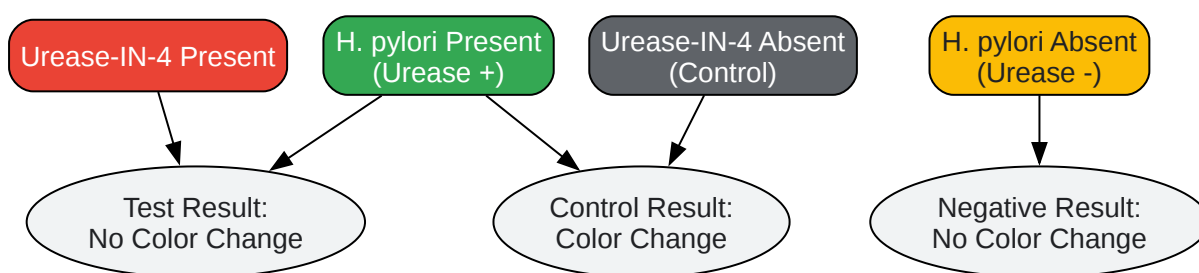 Urease-IN-4 Present
H. pylori Present
(Urease +)
Urease-IN-4 Absent
(Control)
H. pylori Absent
(Urease -)
Test Result:
No Color Change
Control Result:
Color Change
Negative Result:
No Color Change